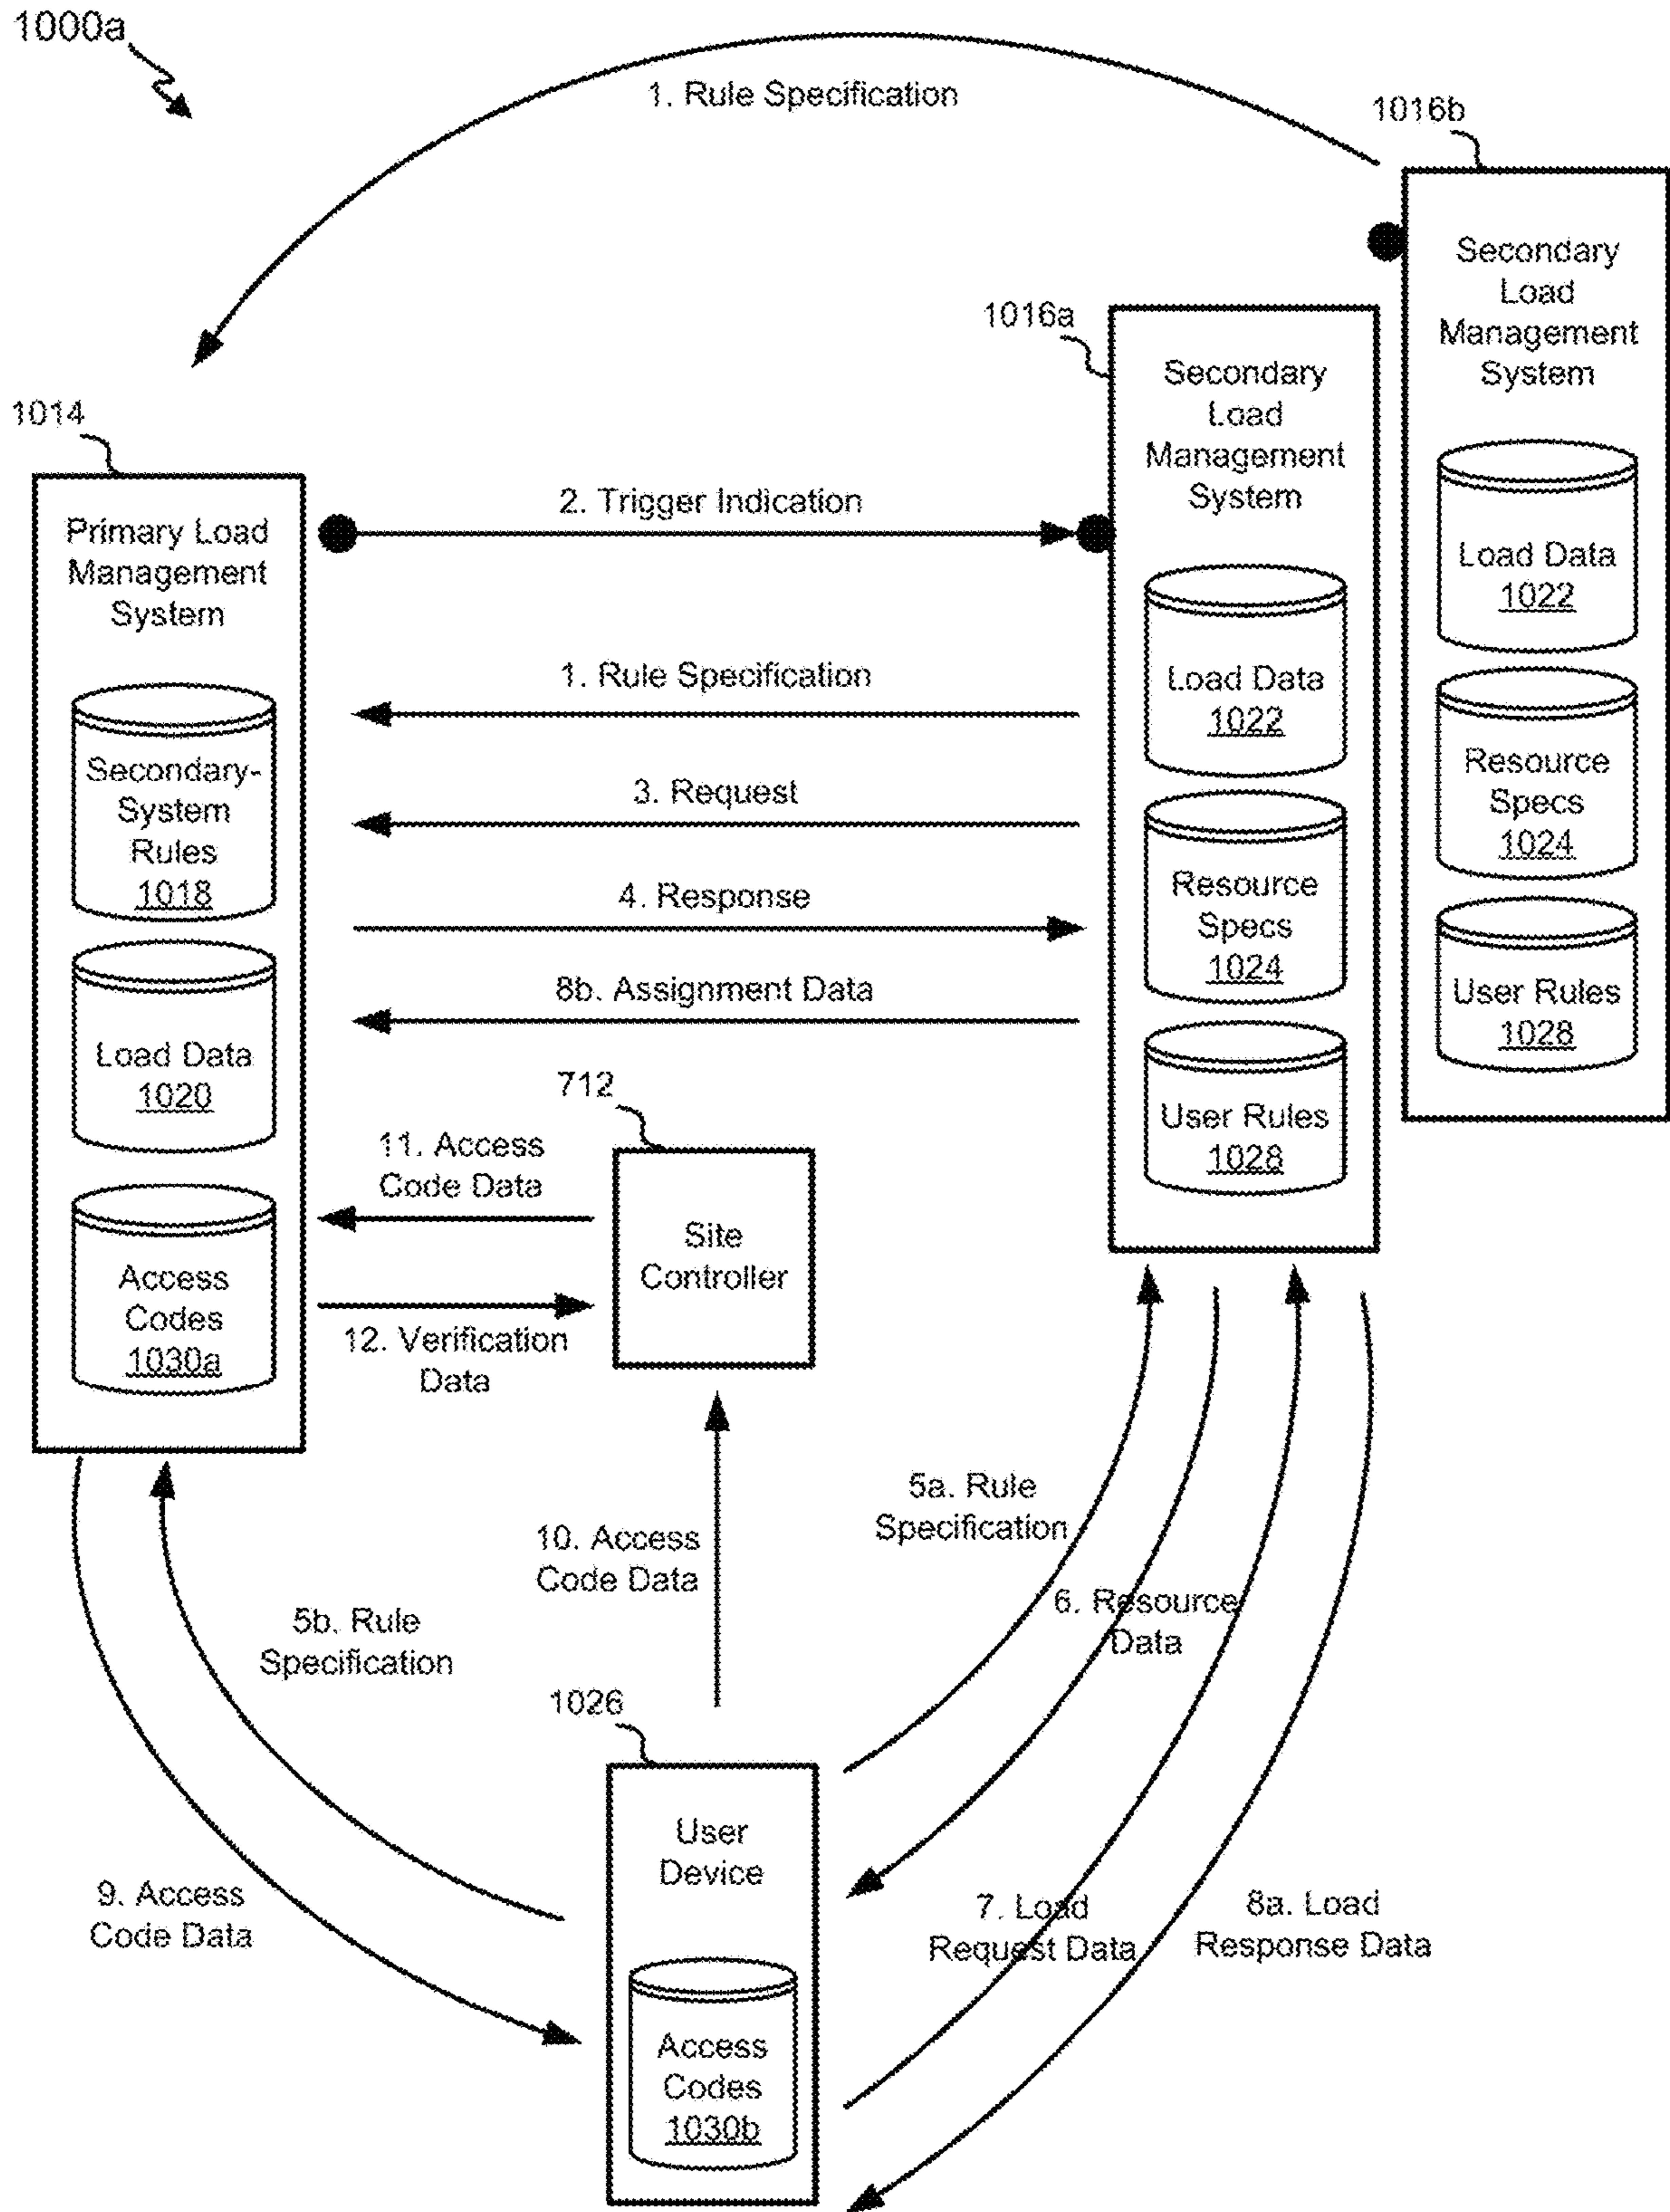 1000a
1. Rule Specification
1016b
Secondary
Load
Management
System
Load Data
1022
Resource
Specs
1024
User Rules
1028
1016a
Secondary
Load
Management
System
Load Data
1022
Resource
Specs
1024
User Rules
1028
1014
Primary Load
Management
System
Secondary-
System
Rules
1018
Load Data
1020
Access
Codes
1030a
2. Trigger Indication
1. Rule Specification
3. Request
4. Response
8b. Assignment Data
712
Site
Controller
11. Access
Code Data
12. Verification
Data
10. Access
Code Data
5a. Rule
Specification
6. Resource
Data
5b. Rule
Specification
1026
User
Device
Access
Codes
1030b
9. Access
Code Data
7. Load
Request Data
8a. Load
Response Data